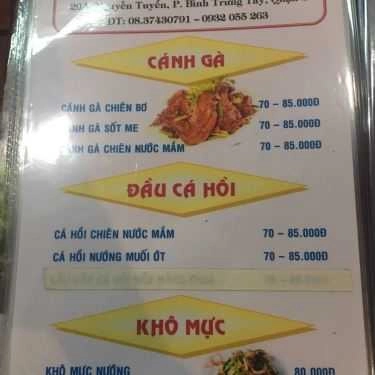 Nguyễn Tuyển, P. Bình Trưng Tây,
ĐT: 08.37430791 – 0932 055 263
CÁNH GÀ
CÁNH GÀ CHIÊN BƠ 70 – 85.000Đ
CÁNH GÀ SỐT ME 70 – 85.000Đ
CÁNH GÀ CHIÊN NƯỚC MẮM 70 – 85.000Đ
ĐẦU CÁ HỒI
CÁ HỒI CHIÊN NƯỚC MẮM 70 – 85.000Đ
CÁ HỒI NƯỚNG MUỐI ỚT 70 – 85.000Đ
KHÔ MỰC
KHÔ MỰC NƯỚNG 80.000Đ